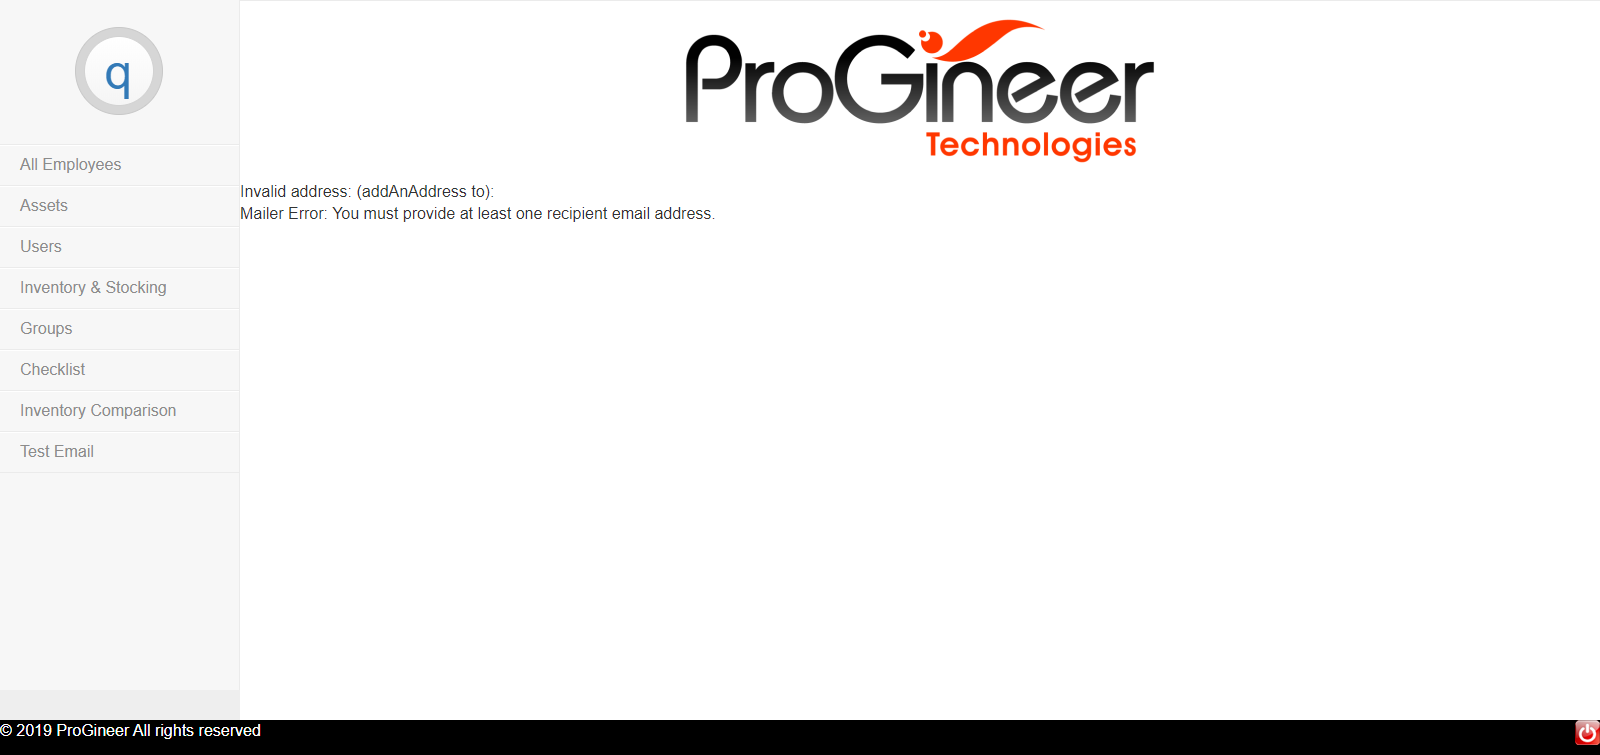 q
All Employees
Assets
Users
Inventory & Stocking
Groups
Checklist
Inventory Comparison
Test Email
ProGineer
Technologies
Invalid address: (addAnAddress to):
Mailer Error: You must provide at least one recipient email address.
© 2019 ProGineer All rights reserved